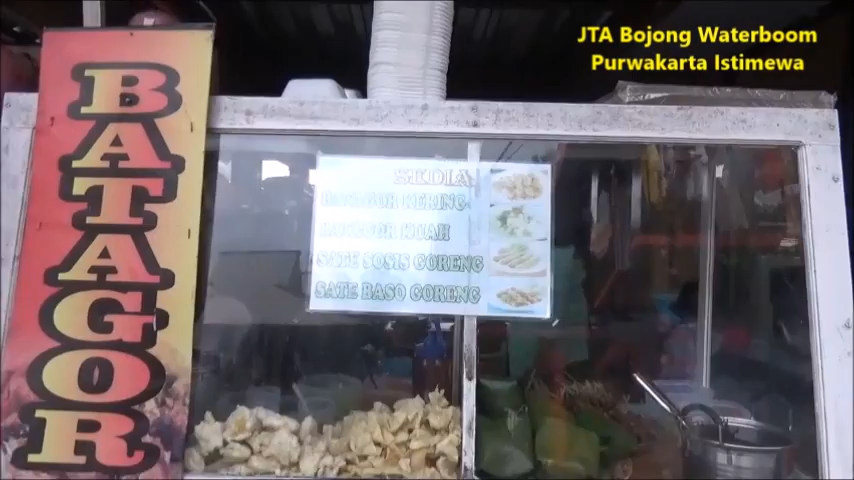 JTA Bojong Waterboom
Purwakarta Istimewa
BATAGOR
SEDIA
BATAGOR KERING
BATAGOR KUAH
SATE SOSIS GORENG
SATE BASO GORENG